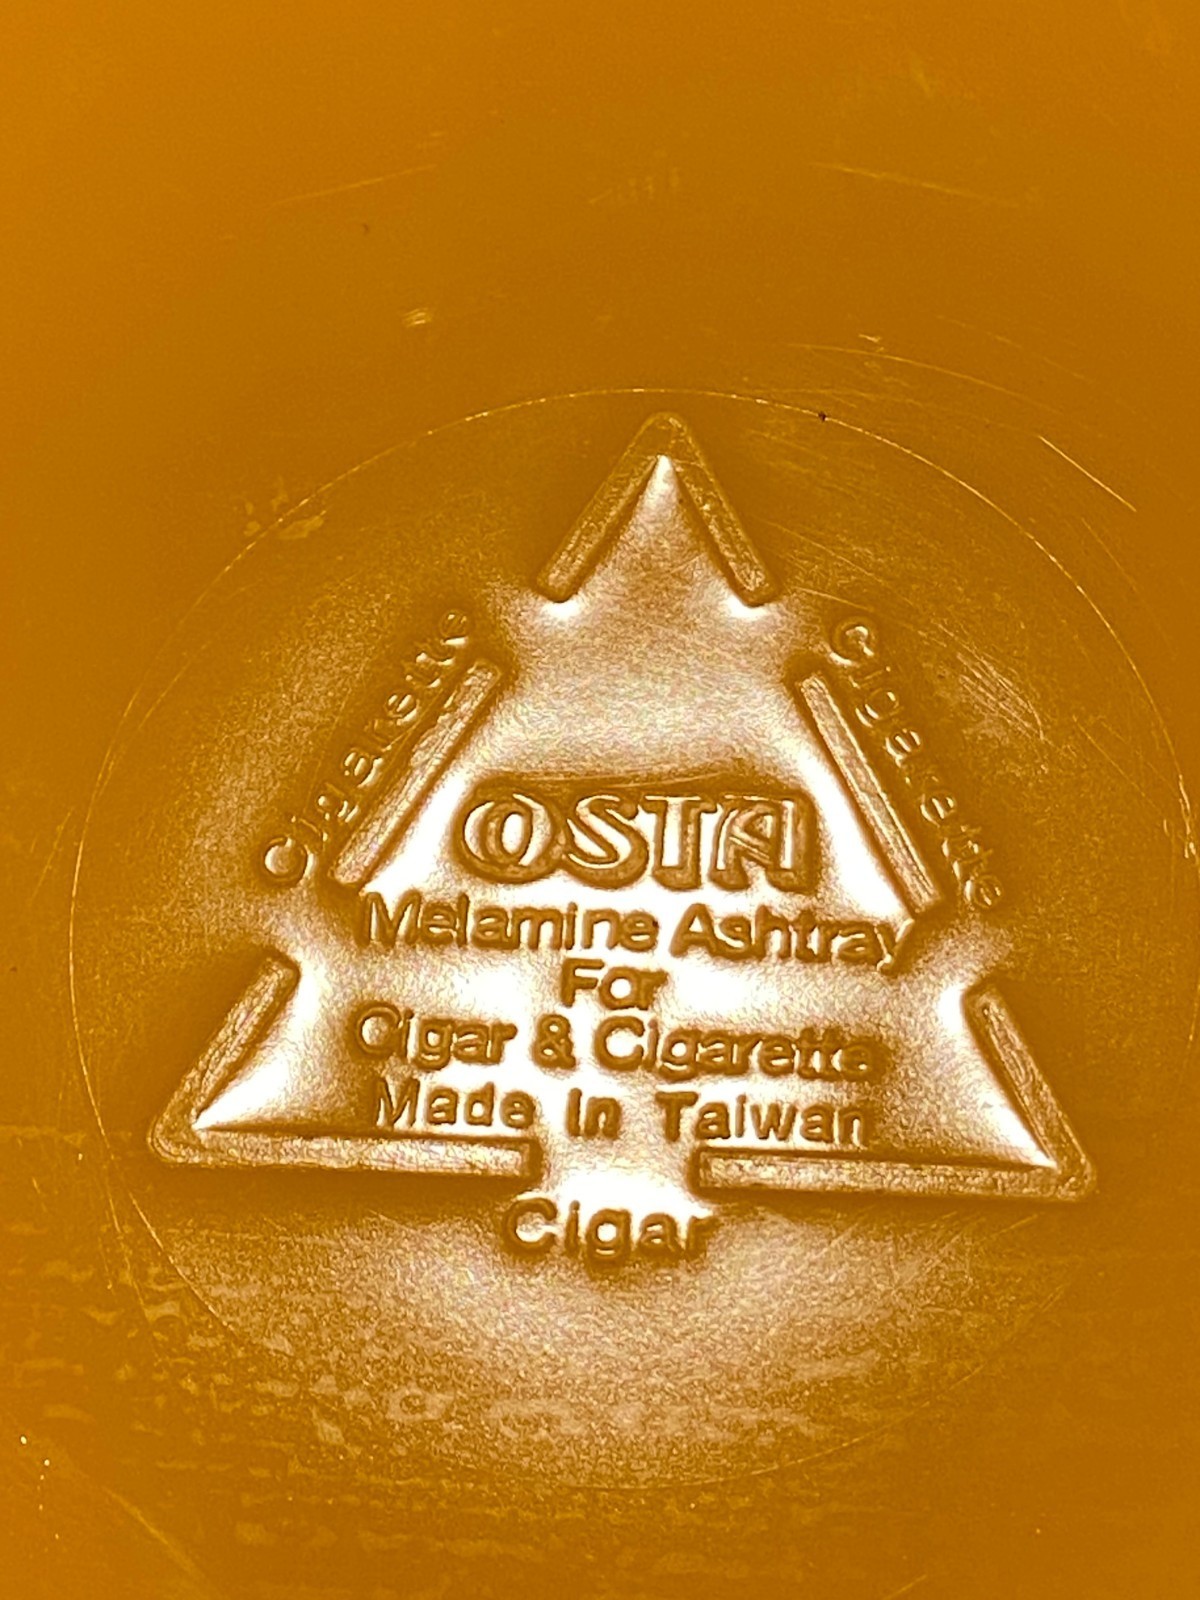 Cigarette
Cigarette
OSTA
Melamine Ashtray
For
Cigar & Cigarette
Made In Taiwan
Cigar